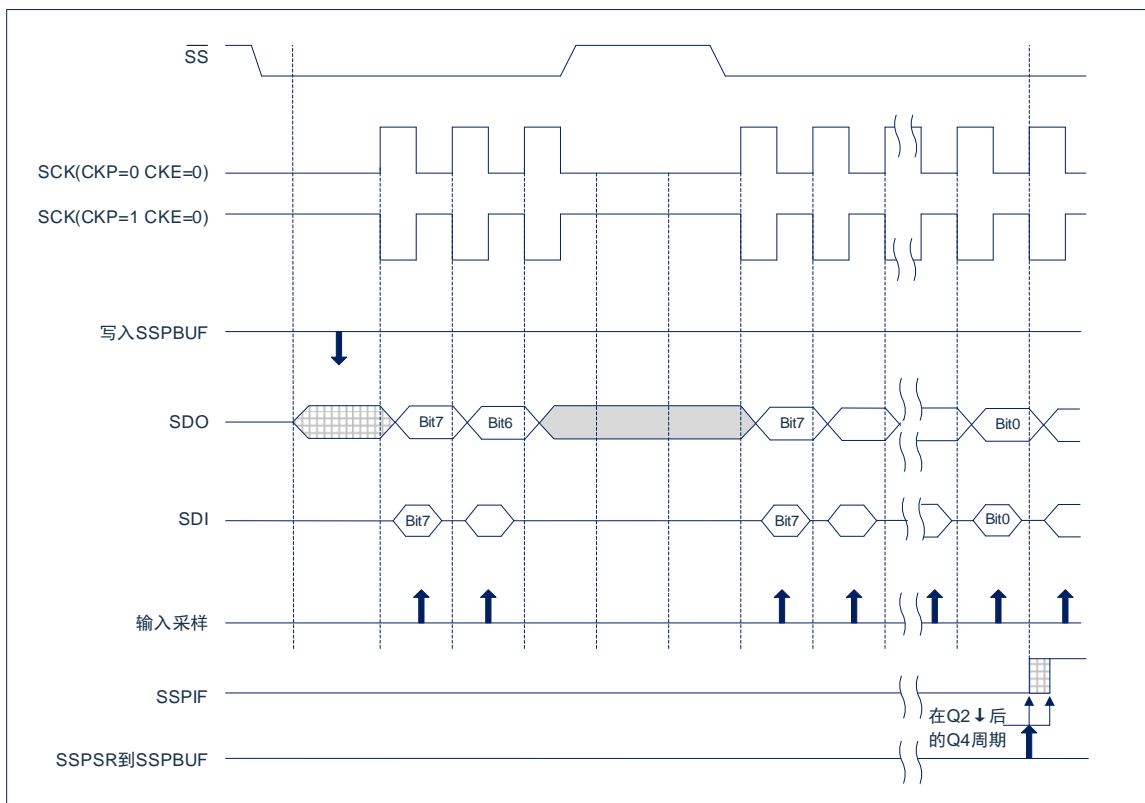 SS
SCK(CKP=0 CKE=0)
SCK(CKP=1 CKE=0)
写入SSPBUF
SDO
Bit7
Bit6
Bit7
Bit0
SDI
Bit7
Bit7
Bit0
输入采样
SSPIF
在Q2↓后
的Q4周期
SSPSR到SSPBUF